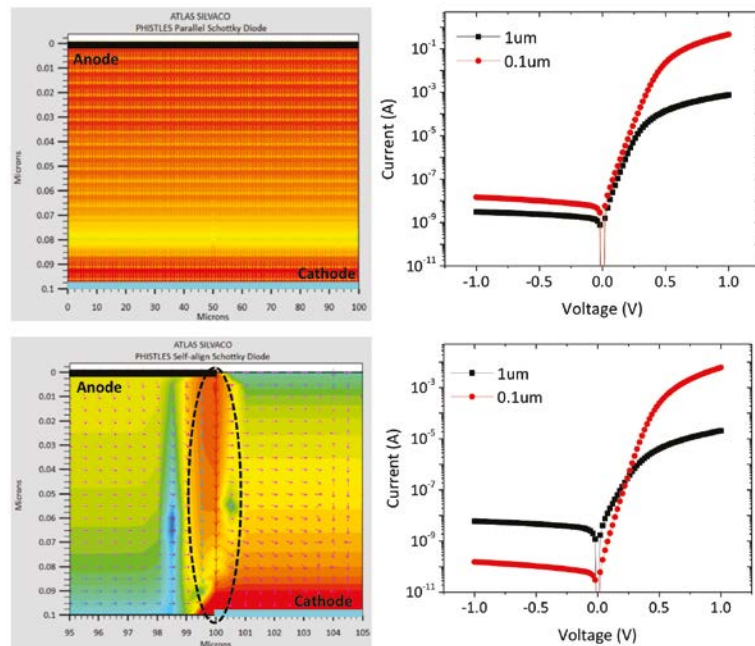 ATLAS SILVACO
PHISTLES Parallel Schottky Diode
Anode
Cathode
Microns
0
0.01
0.02
0.03
0.04
0.05
0.06
0.07
0.08
0.09
0.1
0 10 20 30 40 50 60 70 80 90 100
Microns
1um
0.1um
Current (A)
10⁻¹
10⁻³
10⁻⁵
10⁻⁷
10⁻⁹
10⁻¹¹
-1.0 -0.5 0.0 0.5 1.0
Voltage (V)
ATLAS SILVACO
PHISTLES Self-align Schottky Diode
Anode
Cathode
Microns
0
0.01
0.02
0.03
0.04
0.05
0.06
0.07
0.08
0.09
0.1
95 96 97 98 99 100 101 102 103 104 105
Microns
1um
0.1um
Current (A)
10⁻³
10⁻⁵
10⁻⁷
10⁻⁹
10⁻¹¹
-1.0 -0.5 0.0 0.5 1.0
Voltage (V)